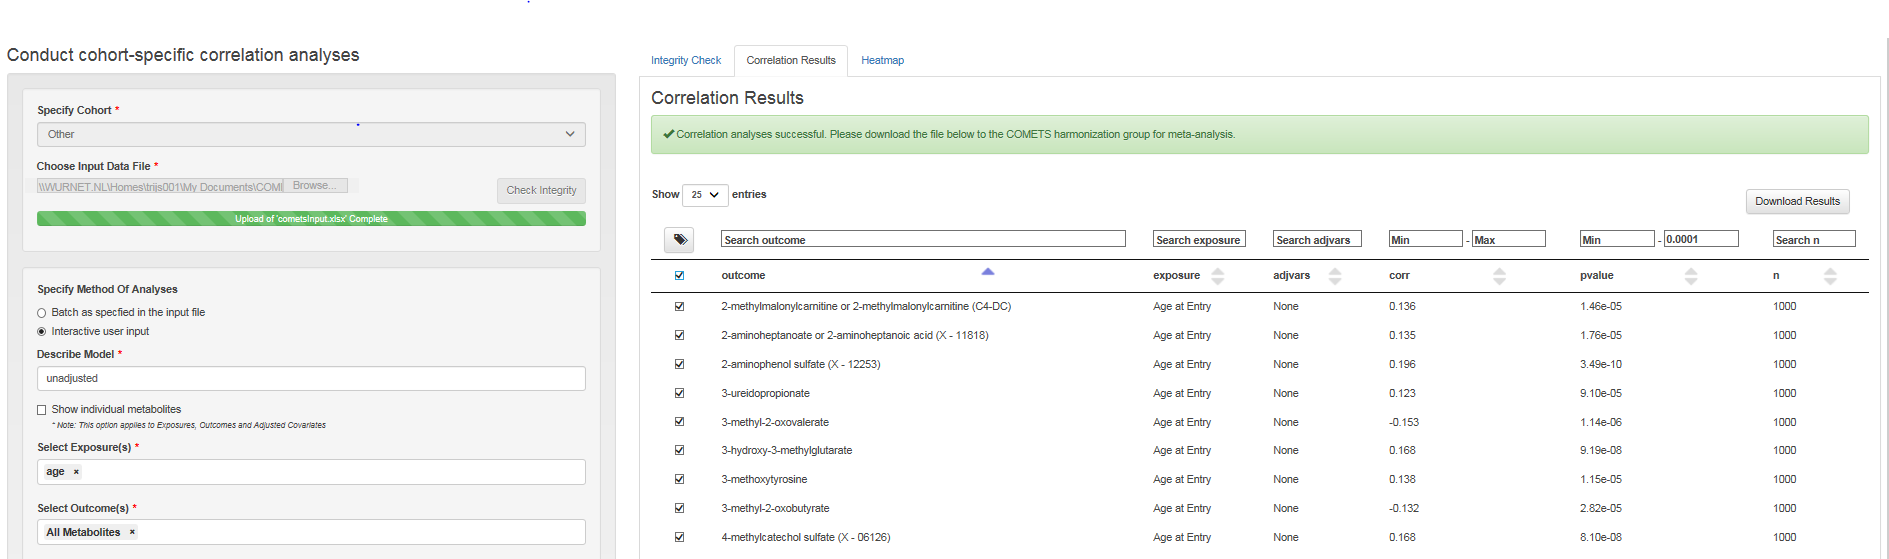 Conduct cohort-specific correlation analyses
Specify Cohort *
Other
Choose Input Data File *
\\WURNET.NL\Homes\trijs001\My Documents\COMI
Browse...
Check Integrity
Upload of 'cometsInput.xlsx' Complete
Specify Method Of Analyses
Batch as specfied in the input file
Interactive user input
Describe Model *
unadjusted
Show individual metabolites
* Note: This option applies to Exposures, Outcomes and Adjusted Covariates
Select Exposure(s) *
age ×
Select Outcome(s) *
All Metabolites ×
Integrity Check Correlation Results Heatmap
Correlation Results
Correlation analyses successful. Please download the file below to the COMETS harmonization group for meta-analysis.
Show 25 entries
Download Results
Search outcome Search exposure Search adjvars Min - Max Min - 0.0001 Search n
outcome exposure adjvars corr pvalue n
2-methylmalonylcarnitine or 2-methylmalonylcarnitine (C4-DC) Age at Entry None 0.136 1.46e-05 1000
2-aminoheptanoate or 2-aminoheptanoic acid (X - 11818) Age at Entry None 0.135 1.76e-05 1000
2-aminophenol sulfate (X - 12253) Age at Entry None 0.196 3.49e-10 1000
3-ureidopropionate Age at Entry None 0.123 9.10e-05 1000
3-methyl-2-oxovalerate Age at Entry None -0.153 1.14e-06 1000
3-hydroxy-3-methylglutarate Age at Entry None 0.168 9.19e-08 1000
3-methoxytyrosine Age at Entry None 0.138 1.15e-05 1000
3-methyl-2-oxobutyrate Age at Entry None -0.132 2.82e-05 1000
4-methylcatechol sulfate (X - 06126) Age at Entry None 0.168 8.10e-08 1000